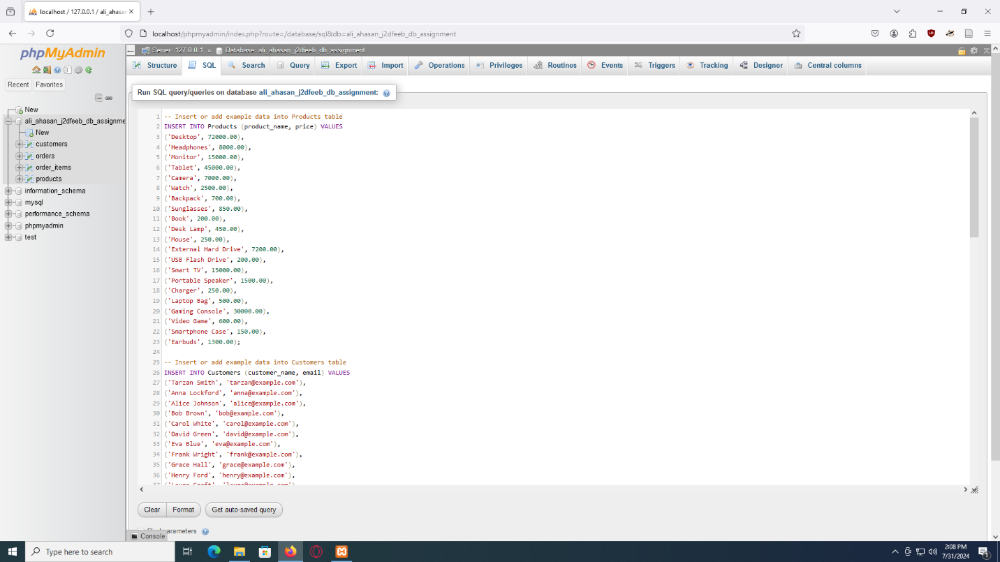 localhost / 127.0.0.1 / ali_ahasan
localhost/phpmyadmin/index.php?route=/database/sql&db=ali_ahasan_j2dfeeb_db_assignment
phpMyAdmin
Recent Favorites
New
ali_ahasan_j2dfeeb_db_assignme
New
customers
orders
order_items
products
information_schema
mysql
performance_schema
phpmyadmin
test
Server: 127.0.0.1 » Database: ali_ahasan_j2dfeeb_db_assignment
Structure SQL Search Query Export Import Operations Privileges Routines Events Triggers Tracking Designer Central columns
Run SQL query/queries on database ali_ahasan_j2dfeeb_db_assignment:
1 -- Insert or add example data into Products table
2 INSERT INTO Products (product_name, price) VALUES
3 ('Desktop', 72000.00),
4 ('Headphones', 8000.00),
5 ('Monitor', 15000.00),
6 ('Tablet', 45000.00),
7 ('Camera', 7000.00),
8 ('Watch', 2500.00),
9 ('Backpack', 700.00),
10 ('Sunglasses', 850.00),
11 ('Book', 200.00),
12 ('Desk Lamp', 450.00),
13 ('Mouse', 250.00),
14 ('External Hard Drive', 7200.00),
15 ('USB Flash Drive', 200.00),
16 ('Smart TV', 15000.00),
17 ('Portable Speaker', 1500.00),
18 ('Charger', 250.00),
19 ('Laptop Bag', 500.00),
20 ('Gaming Console', 30000.00),
21 ('Video Game', 600.00),
22 ('Smartphone Case', 150.00),
23 ('Earbuds', 1300.00);
24
25 -- Insert or add example data into Customers table
26 INSERT INTO Customers (customer_name, email) VALUES
27 ('Tarzan Smith', 'tarzan@example.com'),
28 ('Anna Lockford', 'anna@example.com'),
29 ('Alice Johnson', 'alice@example.com'),
30 ('Bob Brown', 'bob@example.com'),
31 ('Carol White', 'carol@example.com'),
32 ('David Green', 'david@example.com'),
33 ('Eva Blue', 'eva@example.com'),
34 ('Frank Wright', 'frank@example.com'),
35 ('Grace Hall', 'grace@example.com'),
36 ('Henry Ford', 'henry@example.com'),
Clear Format Get auto-saved query
parameters
Console
Type here to search
2:08 PM
7/31/2024
1